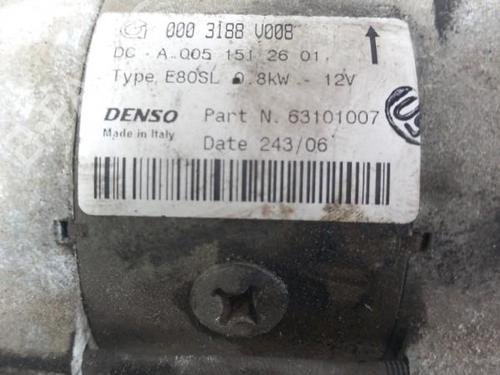 000 3188 V008
DC - A 005 151 26 01
Type E80SL 0.8kW - 12V
DENSO Part N. 63101007
Made in Italy Date 243/06